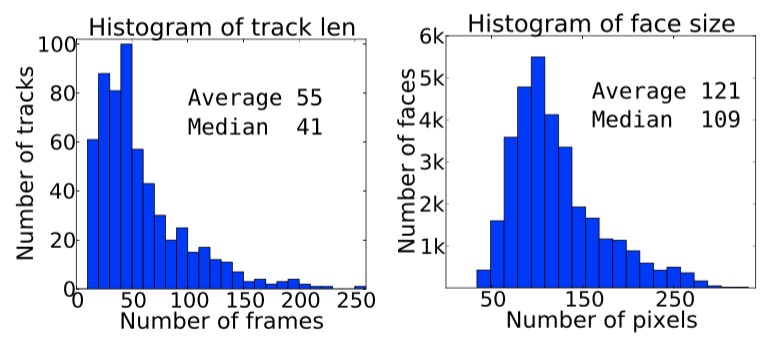 Histogram of track len
Number of tracks
100
80
60
40
20
0
Average 55
Median 41
0 50 100 150 200 250
Number of frames
Histogram of face size
Number of faces
6k
5k
4k
3k
2k
1k
Average 121
Median 109
50 150 250
Number of pixels